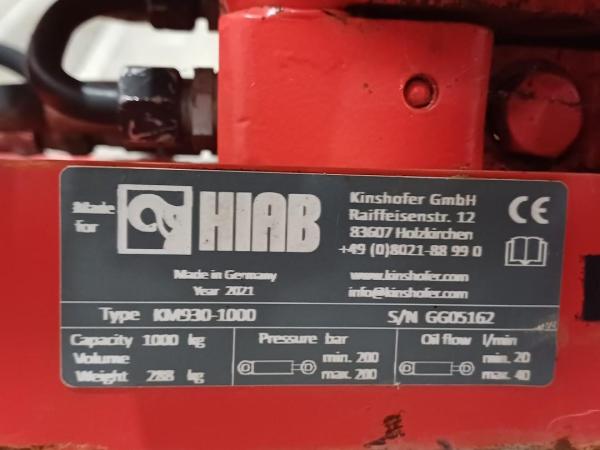 Made for HIAB
Kinshofer GmbH
Raiffeisenstr. 12
83607 Holzkirchen
+49 (0)8021-88 99 0
CE
Made in Germany
Year 2021
www.kinshofer.com
info@kinshofer.com
Type KM930-1000 S/N GG05162
Capacity 1000 kg
Volume
Weight 288 kg
Pressure bar
min. 200
max. 200
Oil flow l/min
min. 20
max. 40